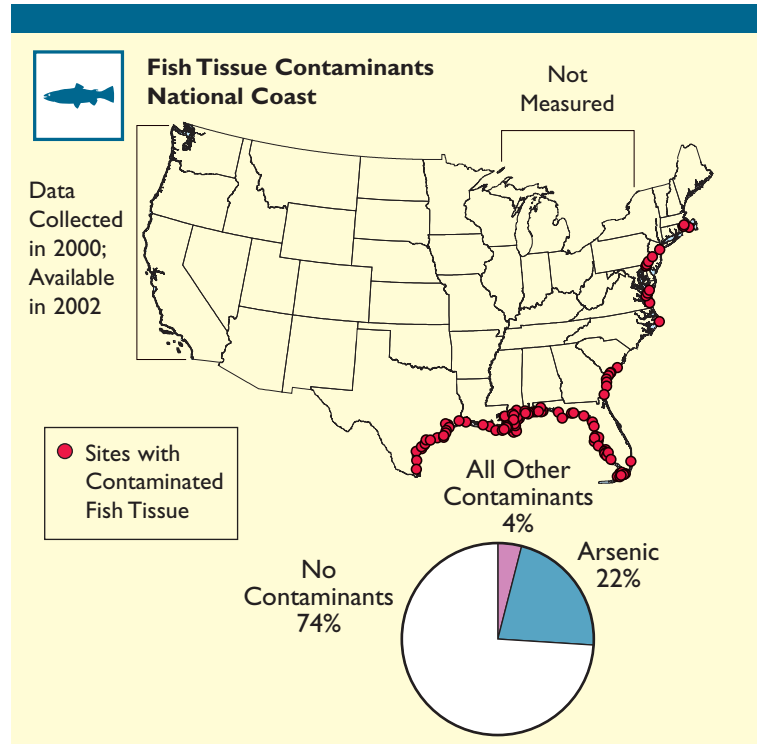 Fish Tissue Contaminants
National Coast
Not
Measured
Data
Collected
in 2000;
Available
in 2002
Sites with
Contaminated
Fish Tissue
All Other
Contaminants
4%
Arsenic
22%
No
Contaminants
74%